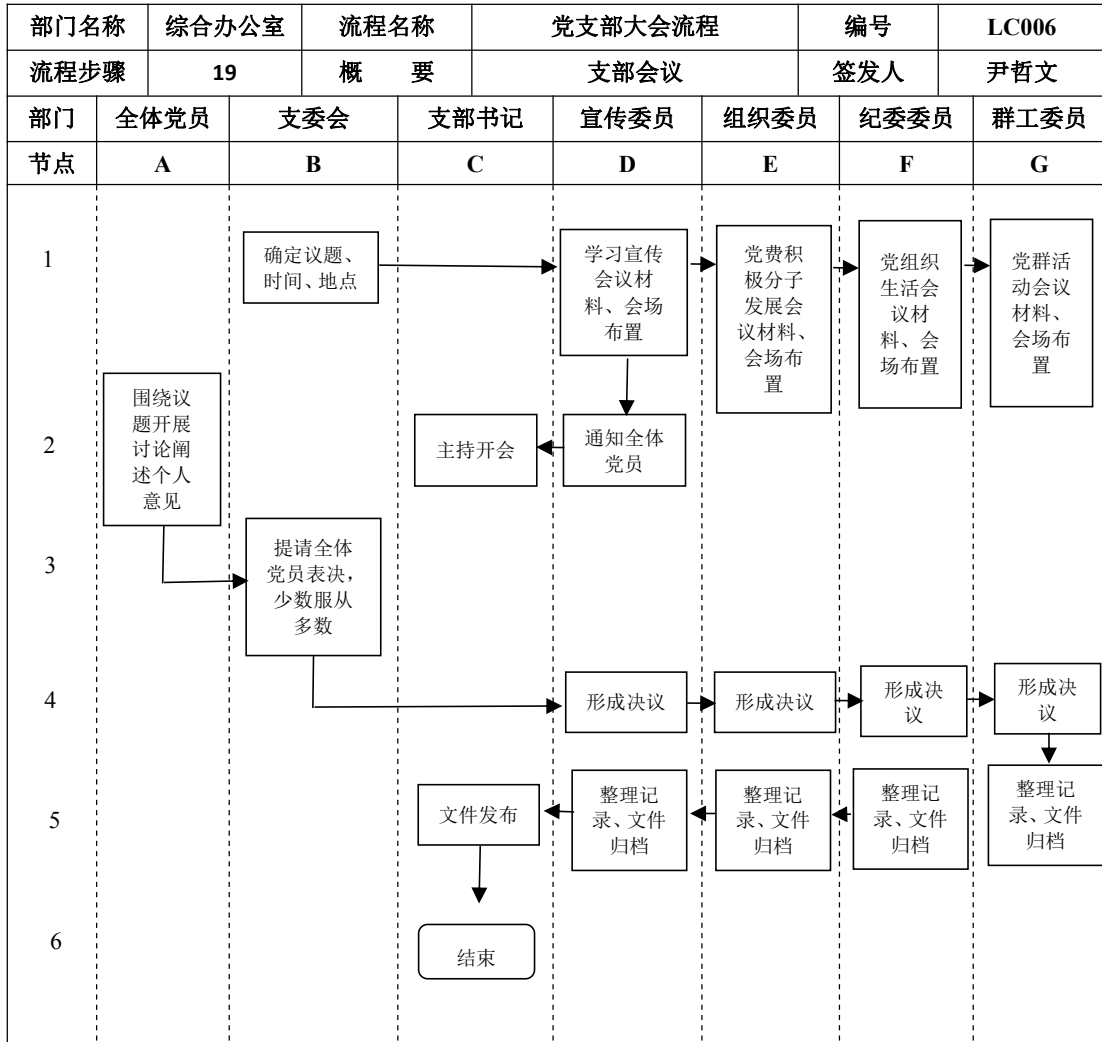 部门名称 综合办公室 流程名称 党支部大会流程 编号 LC006
流程步骤 19 概 要 支部会议 签发人 尹哲文
部门 全体党员 支委会 支部书记 宣传委员 组织委员 纪委委员 群工委员
节点 A B C D E F G
1
确定议题、
时间、地点
学习宣传
会议材
料、会场
布置
党费积
极分子
发展会
议材料、
会场布
置
党组织
生活会
议材
料、会
场布置
党群活
动会议
材料、
会场布
置
2
围绕议
题开展
讨论阐
述个人
意见
主持开会
通知全体
党员
3
提请全体
党员表决，
少数服从
多数
4
形成决议
形成决议
形成决
议
形成决
议
5
文件发布
整理记
录、文件
归档
整理记
录、文件
归档
整理记
录、文件
归档
整理记
录、文件
归档
6
结束